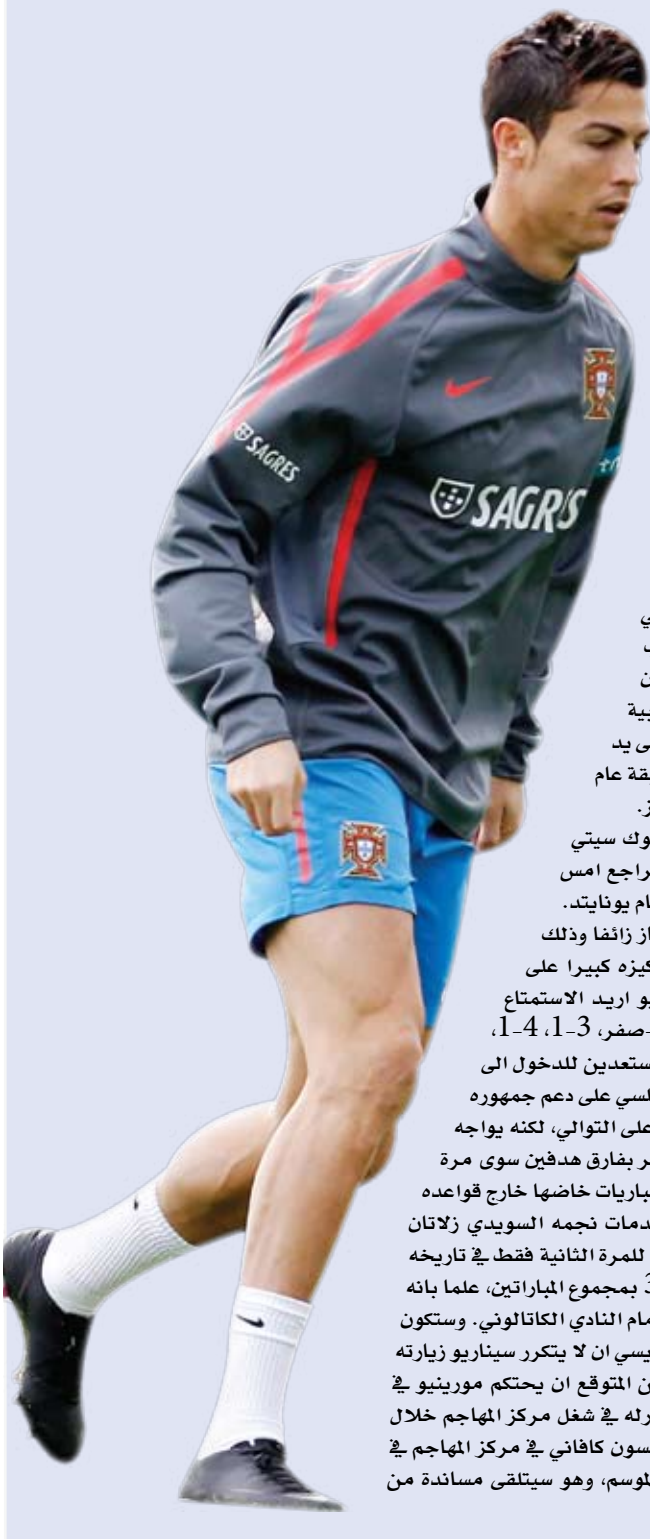 SAGRES
SAGRES
ي
ن
بية
ى يد
يقة عام
ز.
وك سيتي
راجع امس
ام يونايتد.
از زائفا وذلك
كيزه كبيرا على
يو اريد الاستمتاع
-صفر، 3-1، 4-1،
ستعدين للدخول الى
لسي على دعم جمهوره
على التوالي، لكنه يواجه
ر بفارق هدفين سوى مرة
مباريات خاضها خارج قواعده
دمات نجمه السويدي زلاتان
للمرة الثانية فقط في تاريخه
3 بمجموع المباراتين، علما بانه
مام النادي الكاتالوني. وستكون
يسي ان لا يتكرر سيناريو زيارته
ن المتوقع ان يحتكم مورينيو في
رله في شغل مركز المهاجم خلال
سون كافاني في مركز المهاجم في
لموسم، وهو سيتلقى مساندة من